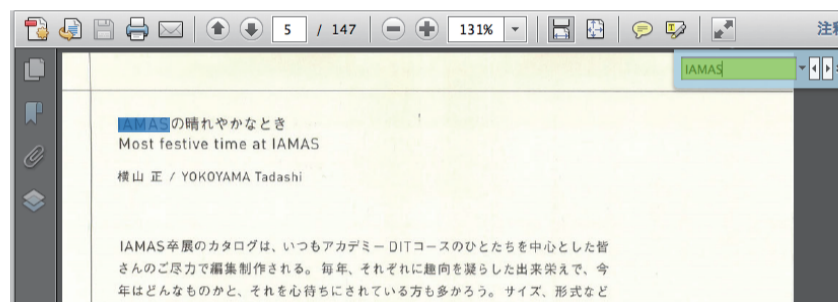 5 / 147 131% 注釈
IAMAS
IAMASの晴れやかなとき
Most festive time at IAMAS
横山 正 / YOKOYAMA Tadashi
IAMAS卒展のカタログは、いつもアカデミーDITコースのひとたちを中心とした皆
さんのご尽力で編集制作される。毎年、それぞれに趣向を凝らした出来栄えで、今
年はどんなものかと、それを心待ちにされている方も多かろう。サイズ、形式など